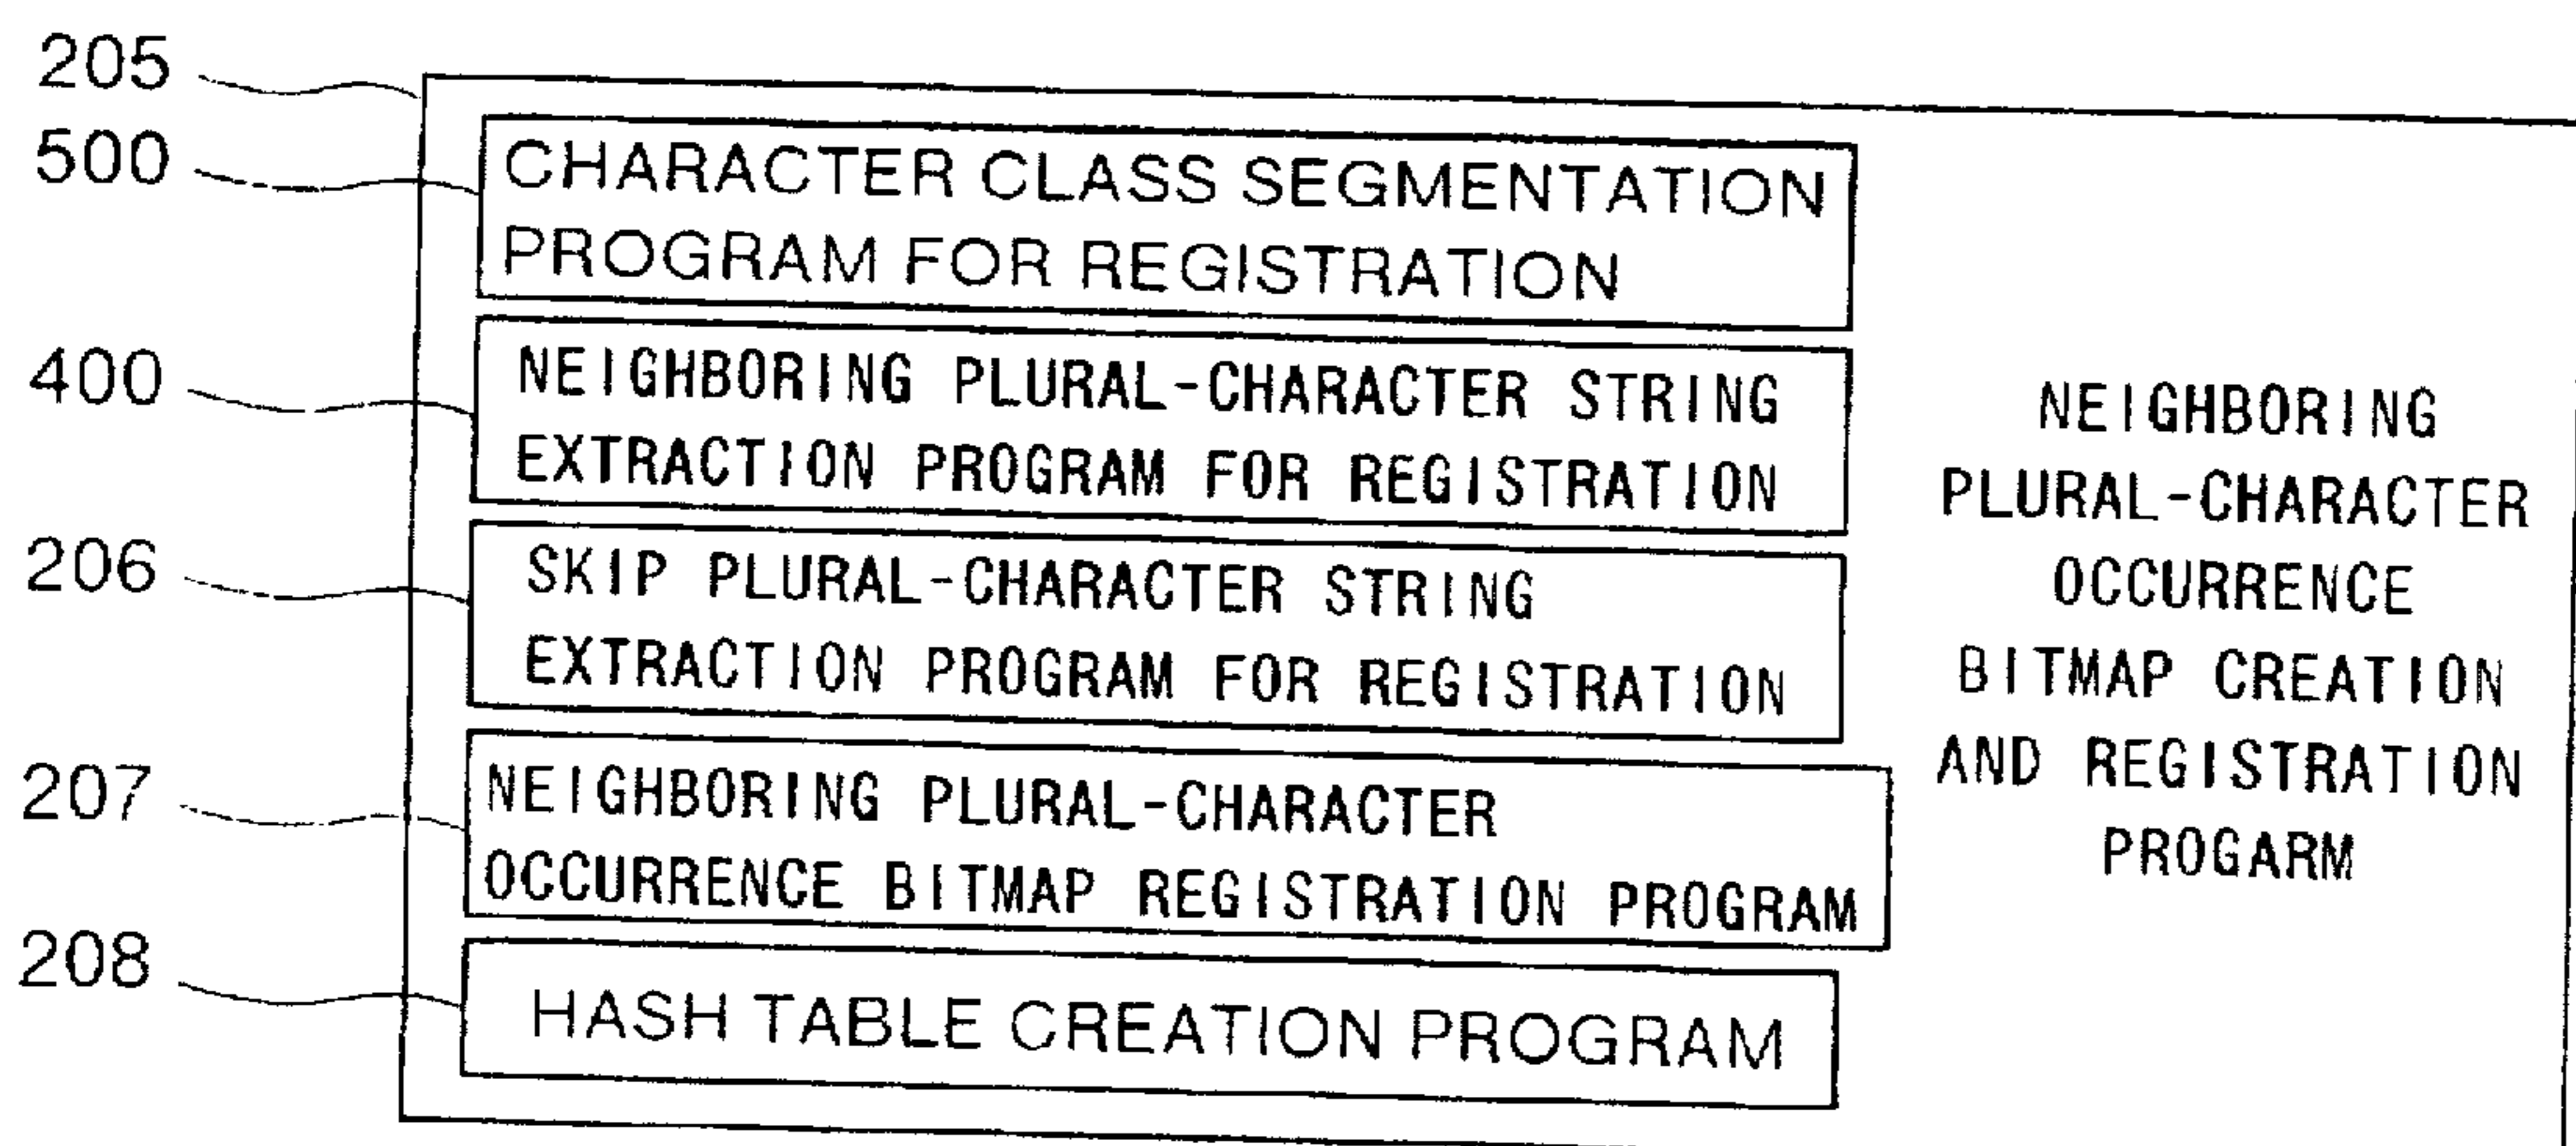 205
500
CHARACTER CLASS SEGMENTATION
PROGRAM FOR REGISTRATION
400
NEIGHBORING PLURAL-CHARACTER STRING
EXTRACTION PROGRAM FOR REGISTRATION
206
SKIP PLURAL-CHARACTER STRING
EXTRACTION PROGRAM FOR REGISTRATION
207
NEIGHBORING PLURAL-CHARACTER
OCCURRENCE BITMAP REGISTRATION PROGRAM
208
HASH TABLE CREATION PROGRAM
NEIGHBORING
PLURAL-CHARACTER
OCCURRENCE
BITMAP CREATION
AND REGISTRATION
PROGARM